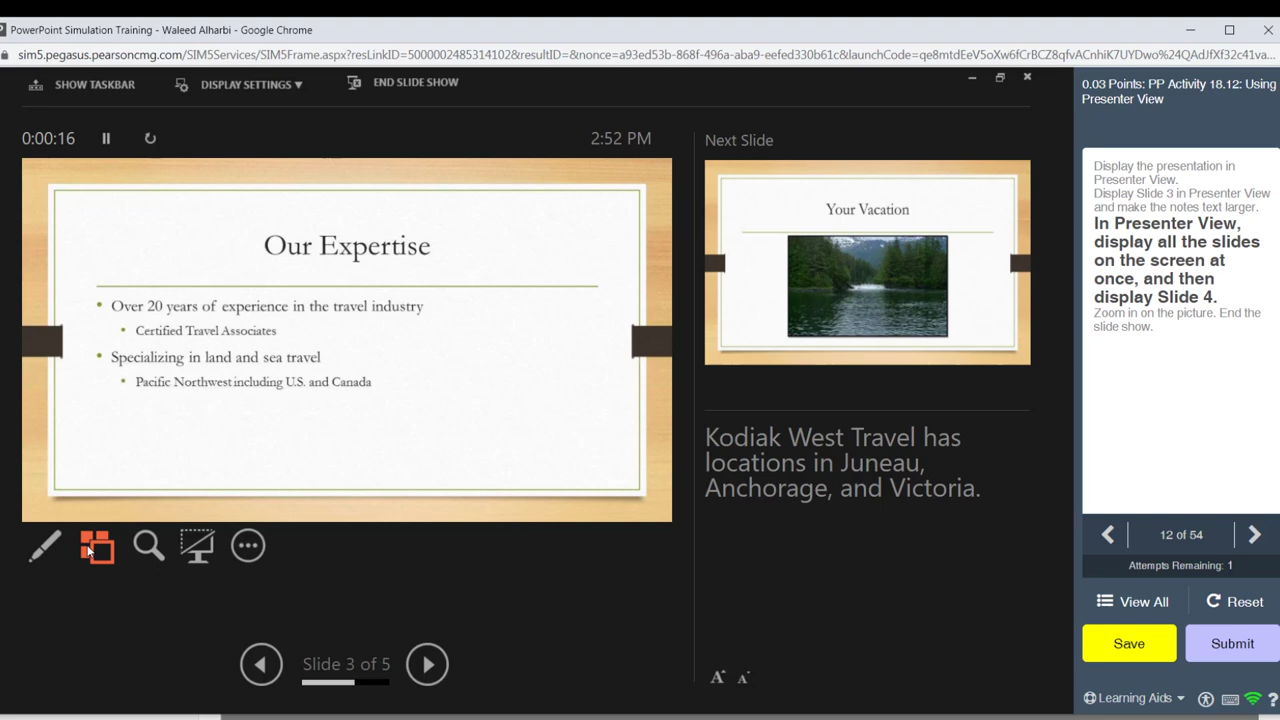 PowerPoint Simulation Training - Waleed Alharbi - Google Chrome
sim5.pegasus.pearsoncmg.com/SIM5Services/SIM5Frame.aspx?resLinkID=5000002485314102&resultID=&nonce=a93ed53b-868f-496a-aba9-eefed330b61c&launchCode=qe8mtdEeV5oXw6fCrBCZ8qfvACnhiK7UYDwo%24QAdJfXf32c41va...
SHOW TASKBAR
DISPLAY SETTINGS
END SLIDE SHOW
0.03 Points: PP Activity 18.12: Using
Presenter View
0:00:16
2:52 PM
Next Slide
Our Expertise
• Over 20 years of experience in the travel industry
• Certified Travel Associates
• Specializing in land and sea travel
• Pacific Northwest including U.S. and Canada
Your Vacation
Kodiak West Travel has
locations in Juneau,
Anchorage, and Victoria.
Slide 3 of 5
A
A
Display the presentation in
Presenter View.
Display Slide 3 in Presenter View
and make the notes text larger.
In Presenter View,
display all the slides
on the screen at
once, and then
display Slide 4.
Zoom in on the picture. End the
slide show.
12 of 54
Attempts Remaining: 1
View All
Reset
Save
Submit
Learning Aids
?